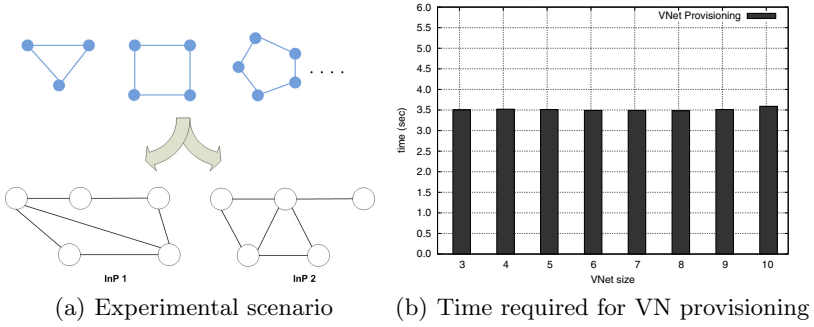 . . . .
InP 1
InP 2
(a) Experimental scenario
VNet Provisioning
time (sec)
6.0
5.5
5.0
4.5
4.0
3.5
3.0
2.5
2.0
1.5
1.0
0.5
0.0
3 4 5 6 7 8 9 10
VNet size
(b) Time required for VN provisioning